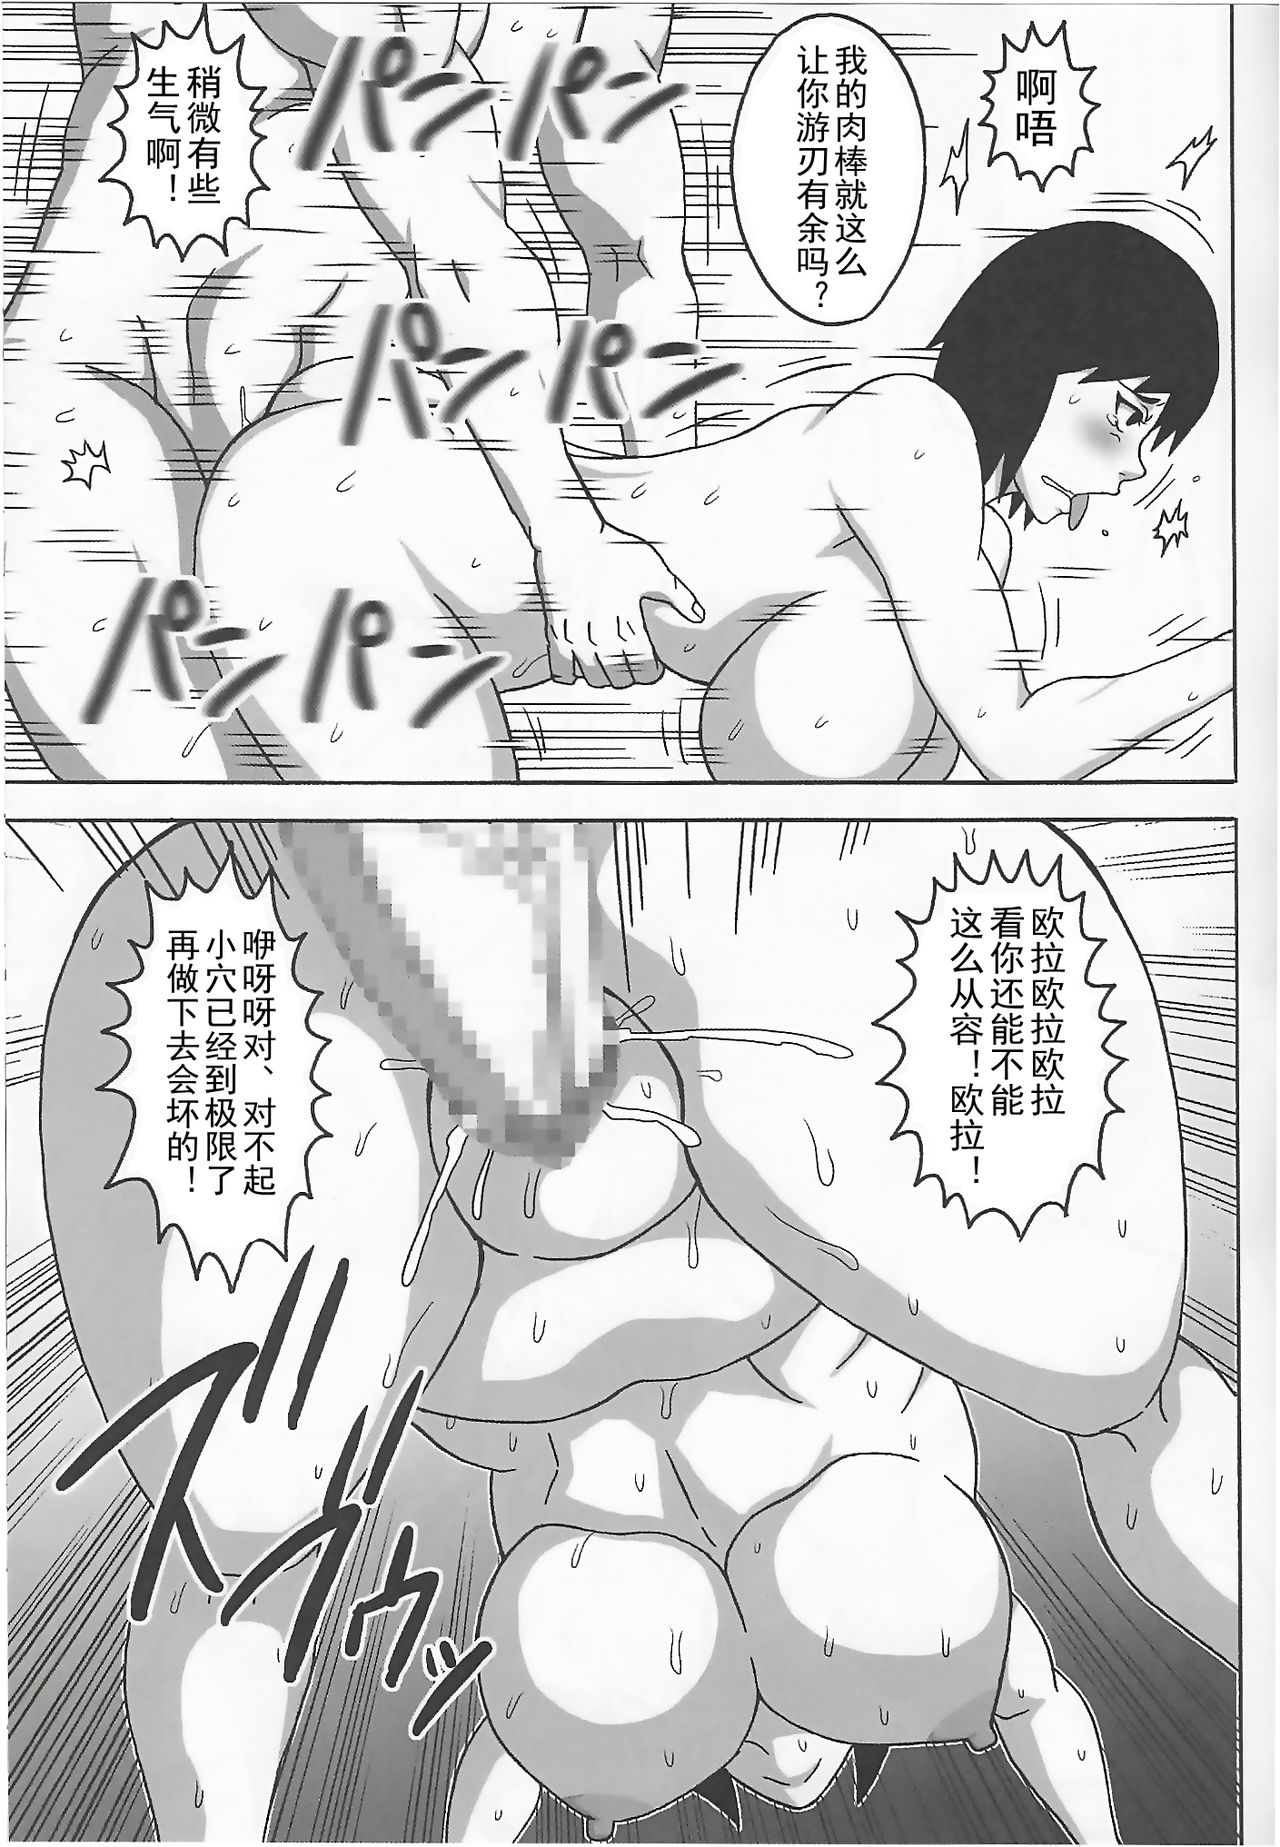 啊唔
我的肉棒就这么
让你游刃有余吗？
稍微有些
生气啊！
パンパン
パンパン
パンパン
欧拉欧拉欧拉
看你还能不能
这么从容！欧拉！
咿呀呀对、对不起
小穴已经到极限了
再做下去会坏的！
ズブゥッ